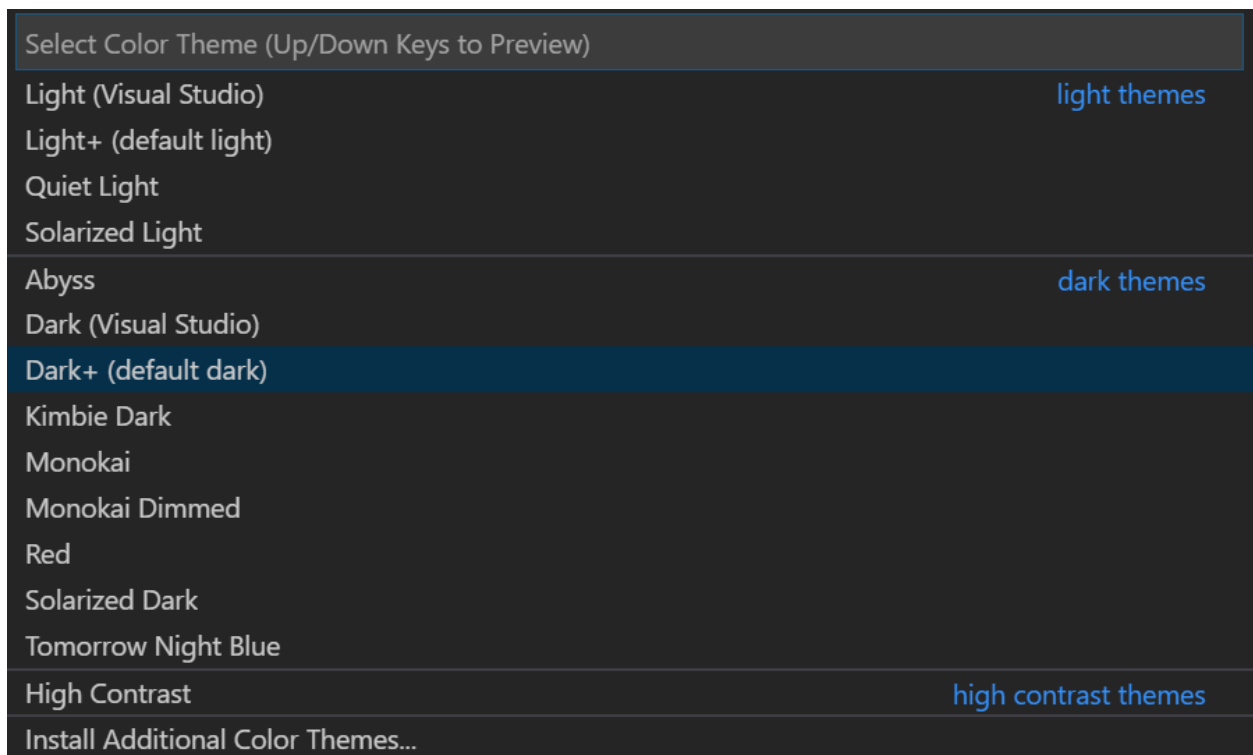 Select Color Theme (Up/Down Keys to Preview)
Light (Visual Studio) light themes
Light+ (default light)
Quiet Light
Solarized Light
Abyss dark themes
Dark (Visual Studio)
Dark+ (default dark)
Kimbie Dark
Monokai
Monokai Dimmed
Red
Solarized Dark
Tomorrow Night Blue
High Contrast high contrast themes
Install Additional Color Themes...